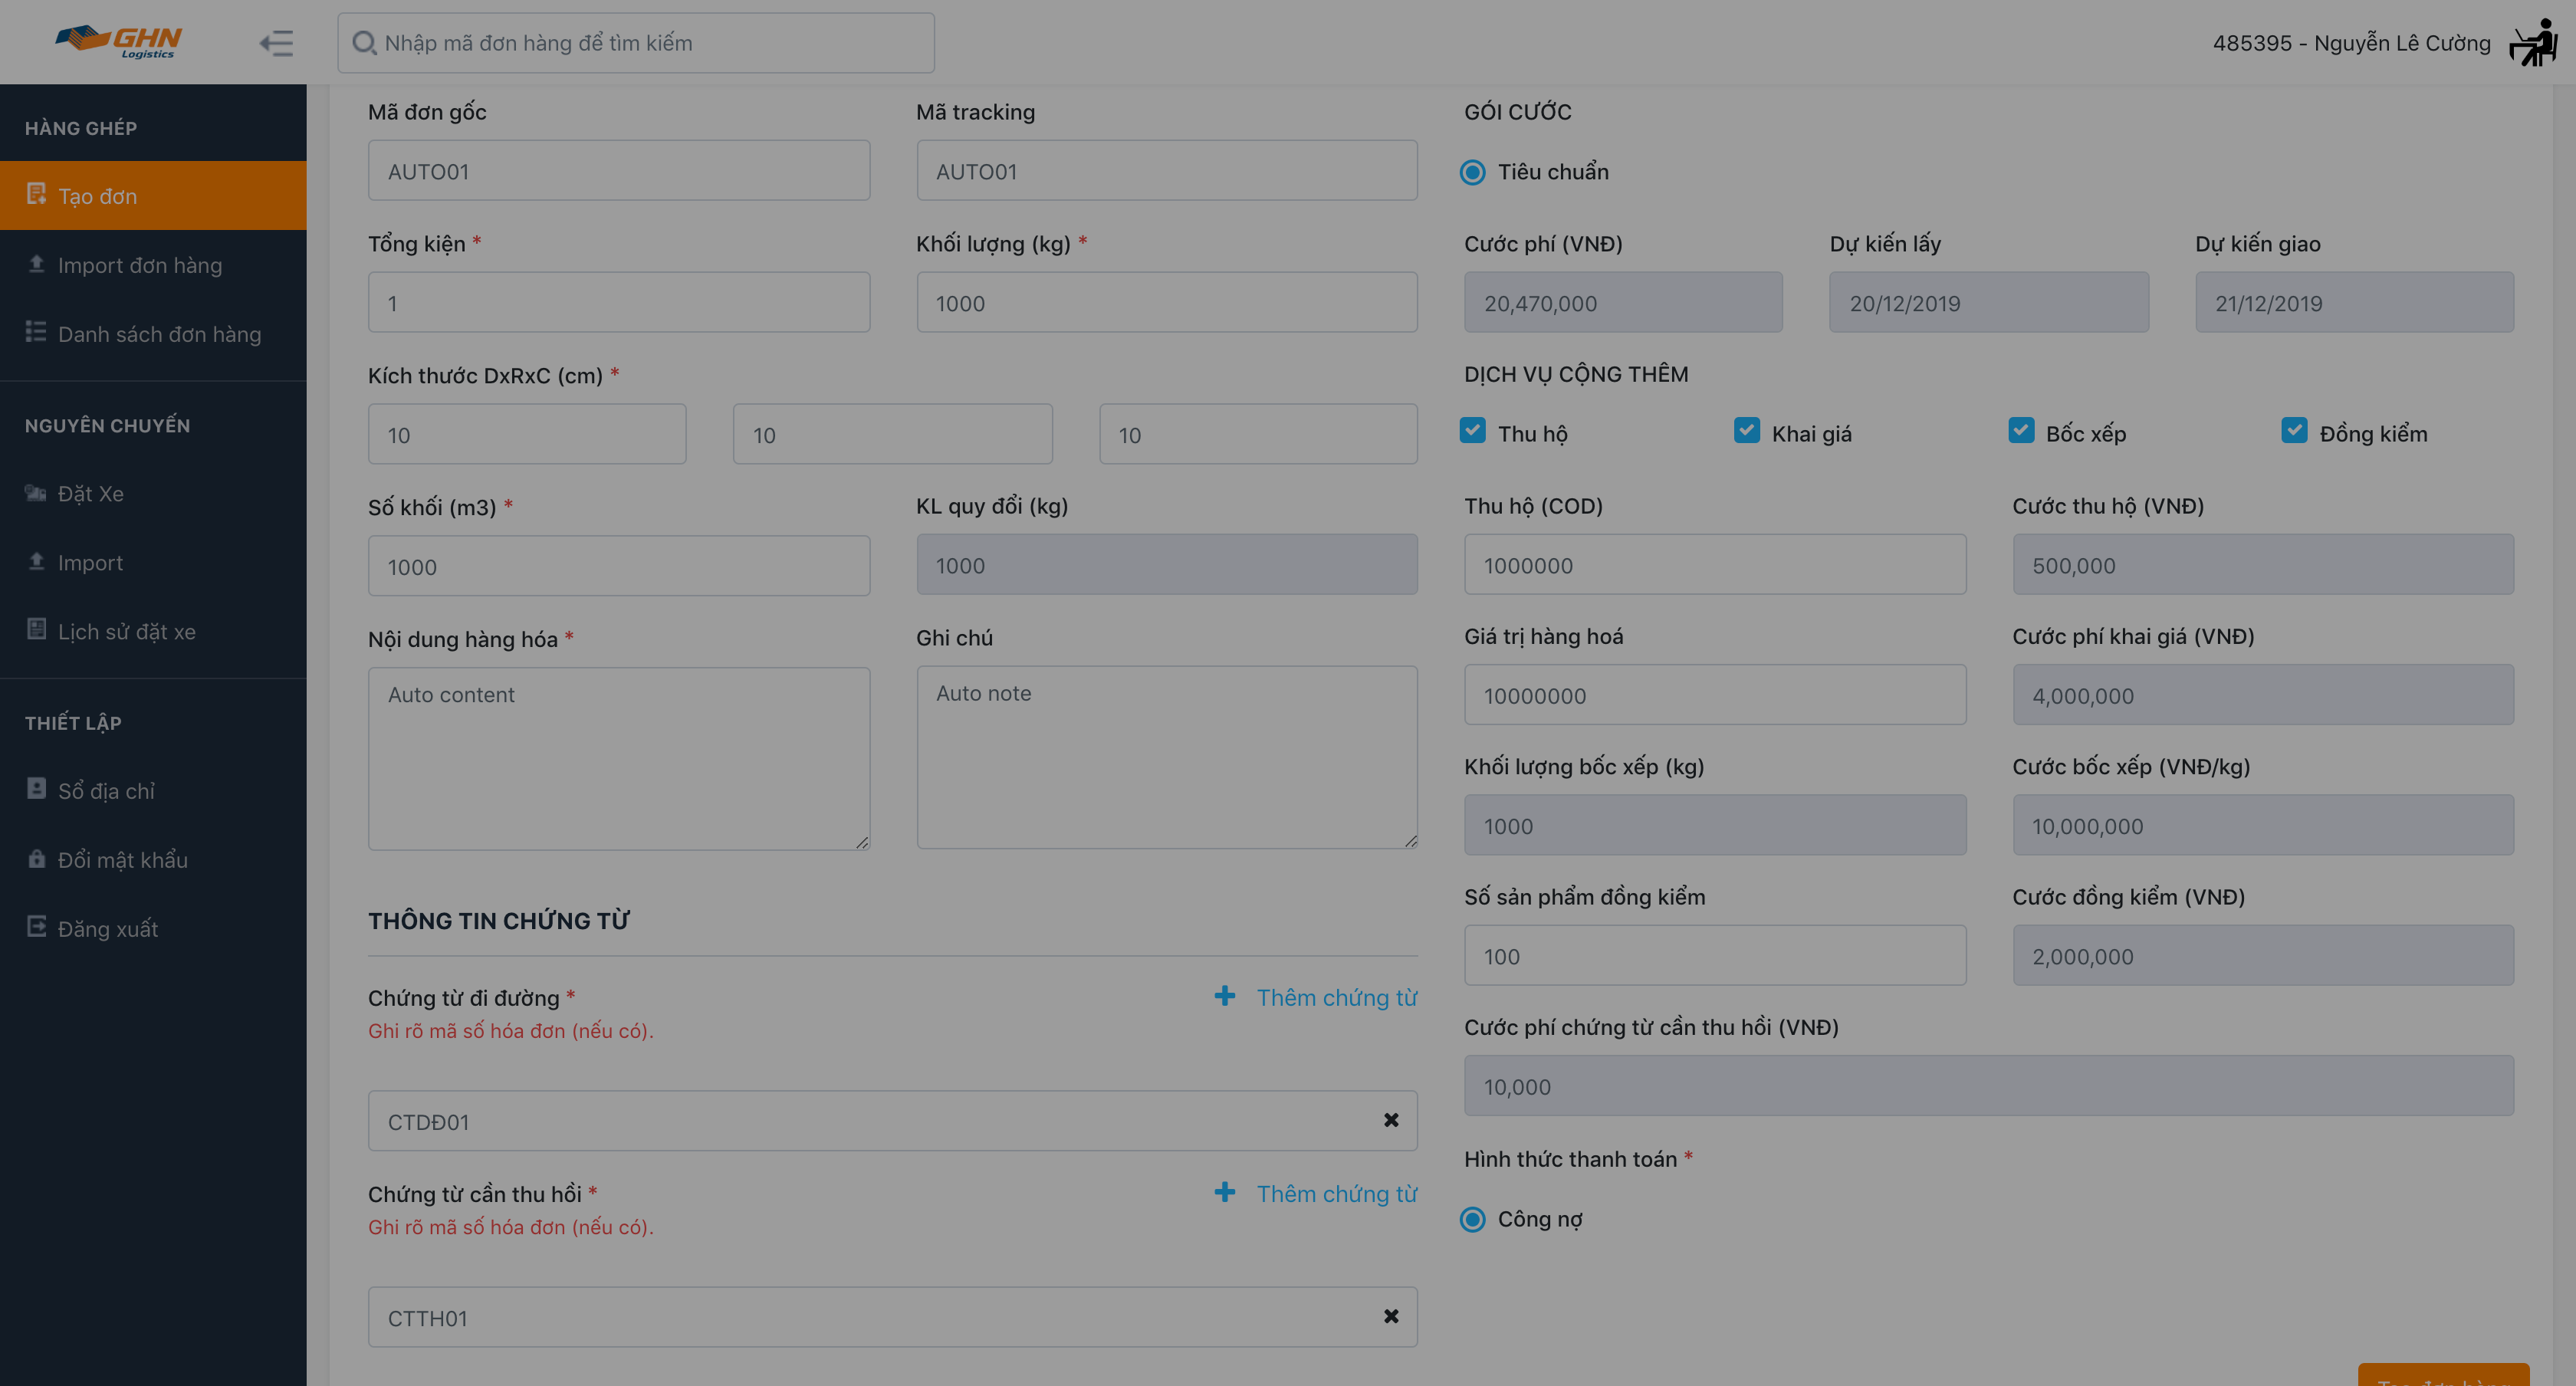 GHN
Logistics
Nhập mã đơn hàng để tìm kiếm
485395 - Nguyễn Lê Cường
HÀNG GHÉP
Tạo đơn
Import đơn hàng
Danh sách đơn hàng
NGUYÊN CHUYẾN
Đặt Xe
Import
Lịch sử đặt xe
THIẾT LẬP
Sổ địa chỉ
Đổi mật khẩu
Đăng xuất
Mã đơn gốc
AUTO01
Mã tracking
AUTO01
Tổng kiện *
1
Khối lượng (kg) *
1000
Kích thước DxRxC (cm) *
10
10
10
Số khối (m3) *
1000
KL quy đổi (kg)
1000
Nội dung hàng hóa *
Auto content
Ghi chú
Auto note
THÔNG TIN CHỨNG TỪ
Chứng từ đi đường *
Thêm chứng từ
Ghi rõ mã số hóa đơn (nếu có).
CTDĐ01
Chứng từ cần thu hồi *
Thêm chứng từ
Ghi rõ mã số hóa đơn (nếu có).
CTTH01
GÓI CƯỚC
Tiêu chuẩn
Cước phí (VNĐ)
20,470,000
Dự kiến lấy
20/12/2019
Dự kiến giao
21/12/2019
DỊCH VỤ CỘNG THÊM
Thu hộ
Khai giá
Bốc xếp
Đồng kiểm
Thu hộ (COD)
1000000
Cước thu hộ (VNĐ)
500,000
Giá trị hàng hoá
10000000
Cước phí khai giá (VNĐ)
4,000,000
Khối lượng bốc xếp (kg)
1000
Cước bốc xếp (VNĐ/kg)
10,000,000
Số sản phẩm đồng kiểm
100
Cước đồng kiểm (VNĐ)
2,000,000
Cước phí chứng từ cần thu hồi (VNĐ)
10,000
Hình thức thanh toán *
Công nợ